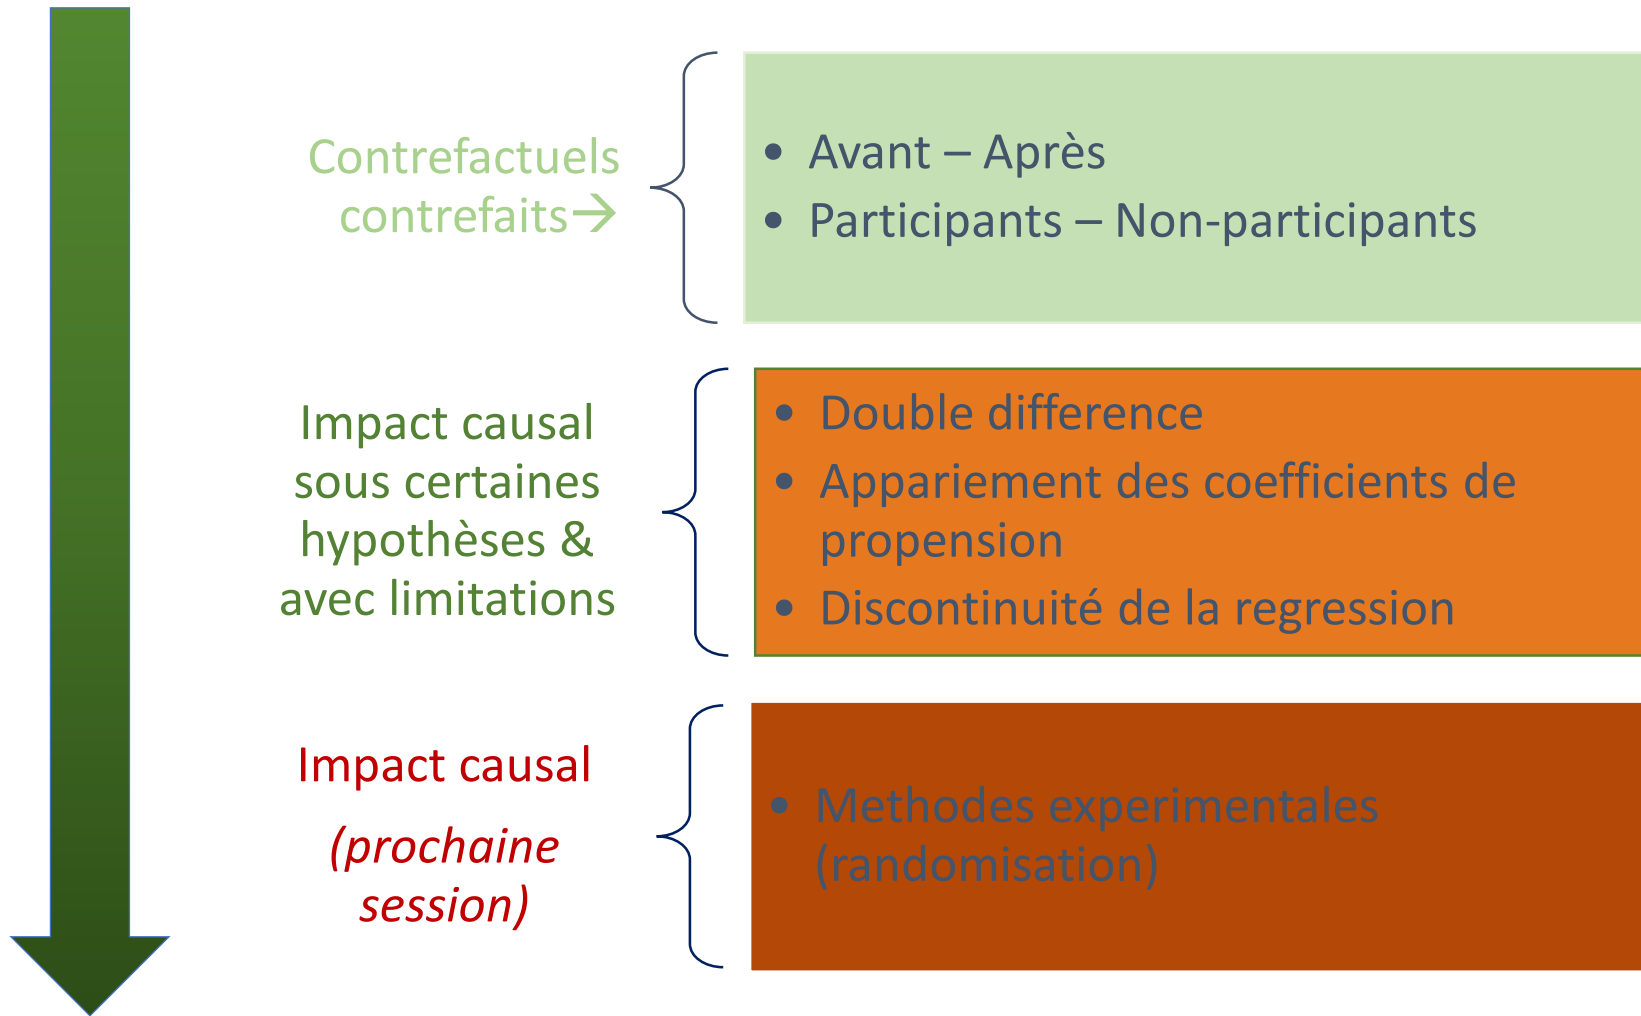 Contrefactuels
contrefaits→
• Avant – Après
• Participants – Non-participants
Impact causal
sous certaines
hypothèses &
avec limitations
• Double difference
• Appariement des coefficients de
propension
• Discontinuité de la regression
Impact causal
(prochaine
session)
• Methodes experimentales
(randomisation)